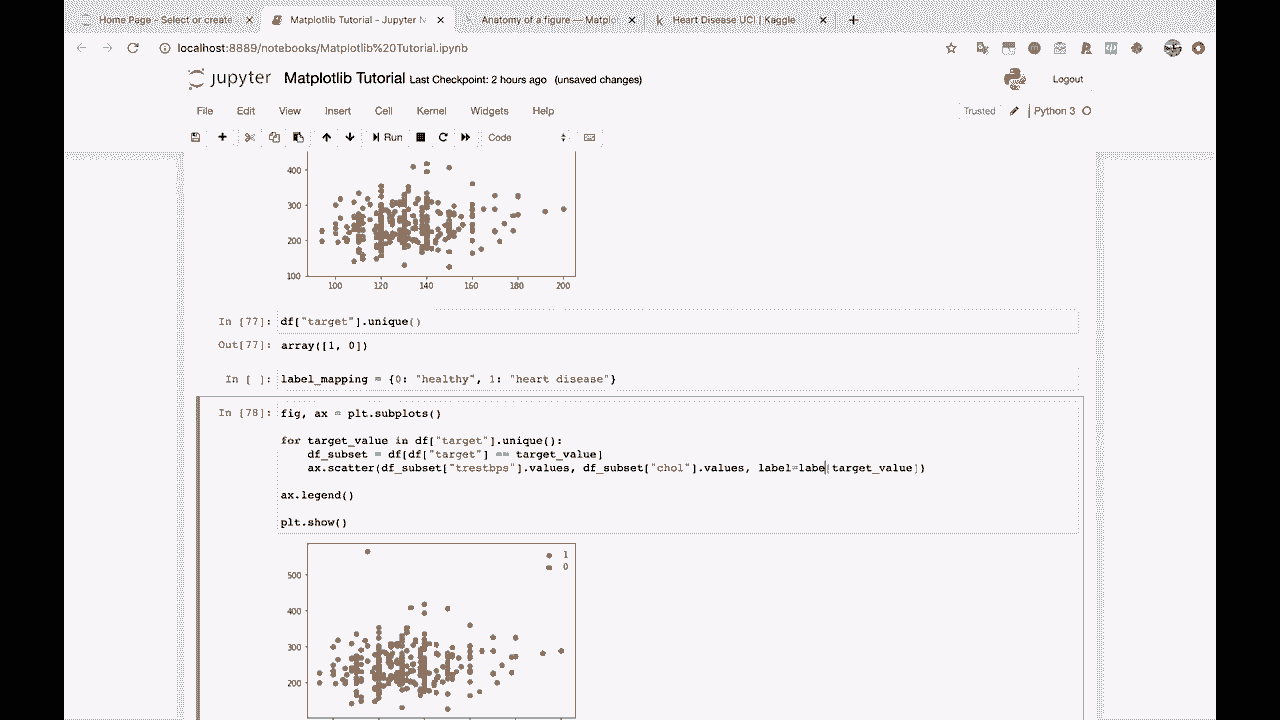 Home Page - Select or create
Matplotlib Tutorial - Jupyter N
Anatomy of a figure — Matplo
Heart Disease UCI | Kaggle
localhost:8889/notebooks/Matplotlib%20Tutorial.ipynb
jupyter Matplotlib Tutorial Last Checkpoint: 2 hours ago (unsaved changes)
Logout
File Edit View Insert Cell Kernel Widgets Help
Trusted Python 3
Run Code
400
300
200
100
100 120 140 160 180 200
In [77]: df["target"].unique()
Out[77]: array([1, 0])
In [ ]: label_mapping = {0: "healthy", 1: "heart disease"}
In [78]: fig, ax = plt.subplots()
for target_value in df["target"].unique():
df_subset = df[df["target"] == target_value]
ax.scatter(df_subset["trestbps"].values, df_subset["chol"].values, label=labe[target_value])
ax.legend()
plt.show()
1
0
500
400
300
200